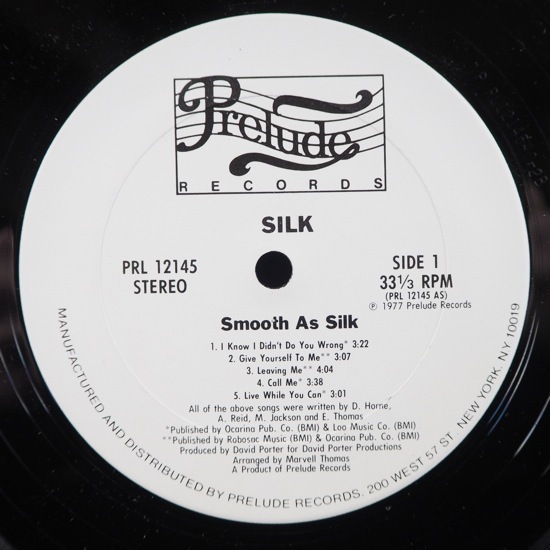 Prelude
RECORDS
SILK
PRL 12145
STEREO
SIDE 1
33⅓ RPM
(PRL 12145 AS)
℗ 1977 Prelude Records
Smooth As Silk
1. I Know I Didn't Do You Wrong* 3:22
2. Give Yourself To Me** 3:07
3. Leaving Me** 4:04
4. Call Me* 3:38
5. Live While You Can* 3:01
All of the above songs were written by D. Horne,
A. Reid, M. Jackson and E. Thomas
*Published by Ocarina Pub. Co. (BMI) & Loo Music Co. (BMI)
**Published by Robosac Music (BMI) & Ocarina Pub. Co. (BMI)
Produced by David Porter for David Porter Productions
Arranged by Marvell Thomas
A Product of Prelude Records
MANUFACTURED AND DISTRIBUTED BY PRELUDE RECORDS, 200 WEST 57 ST. NEW YORK, NY 10019